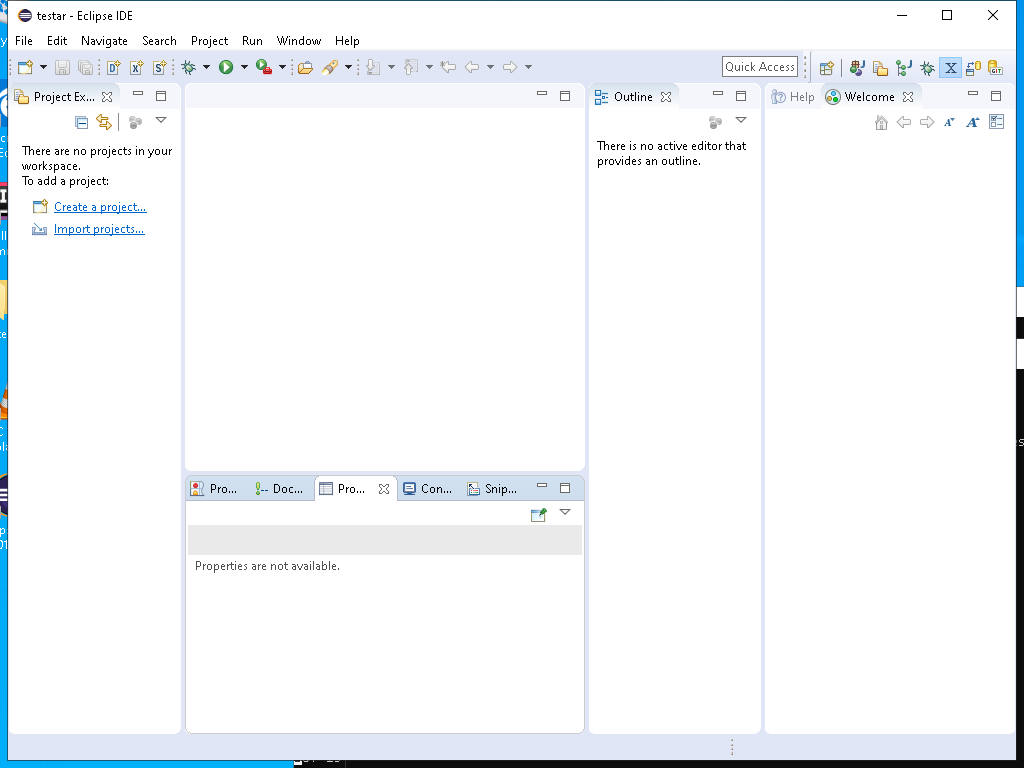 testar - Eclipse IDE
File Edit Navigate Search Project Run Window Help
Quick Access
Project Ex...
Outline
Help
Welcome
There are no projects in your
workspace.
To add a project:
Create a project...
Import projects...
There is no active editor that
provides an outline.
Pro...
Doc...
Pro...
Con...
Snip...
Properties are not available.